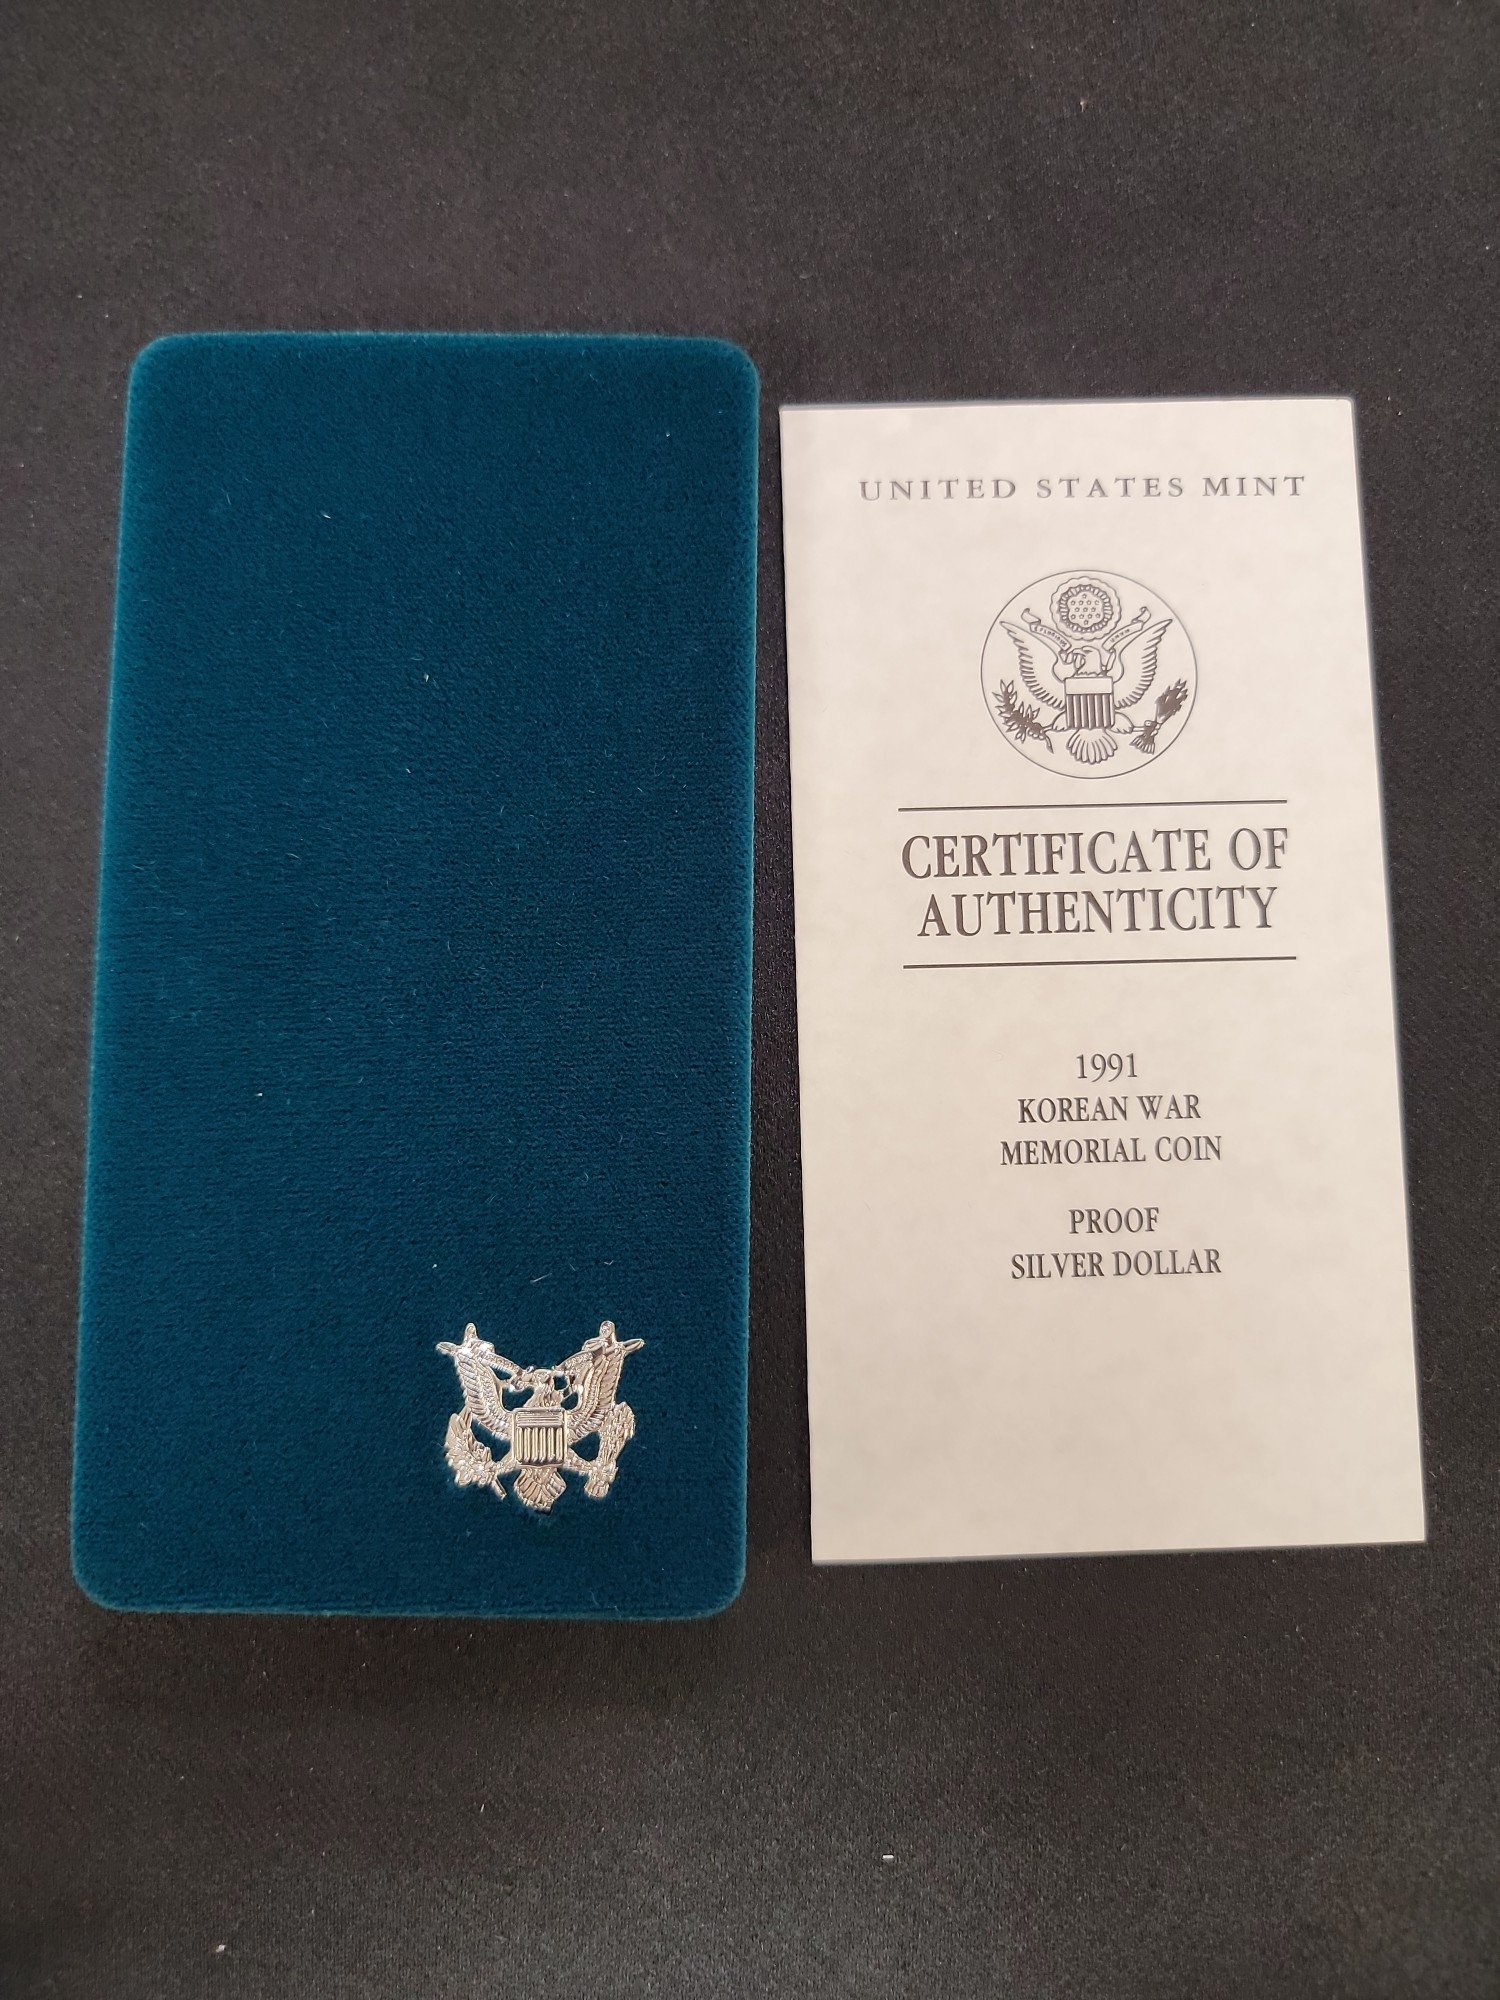 UNITED STATES MINT
CERTIFICATE OF
AUTHENTICITY
1991
KOREAN WAR
MEMORIAL COIN
PROOF
SILVER DOLLAR